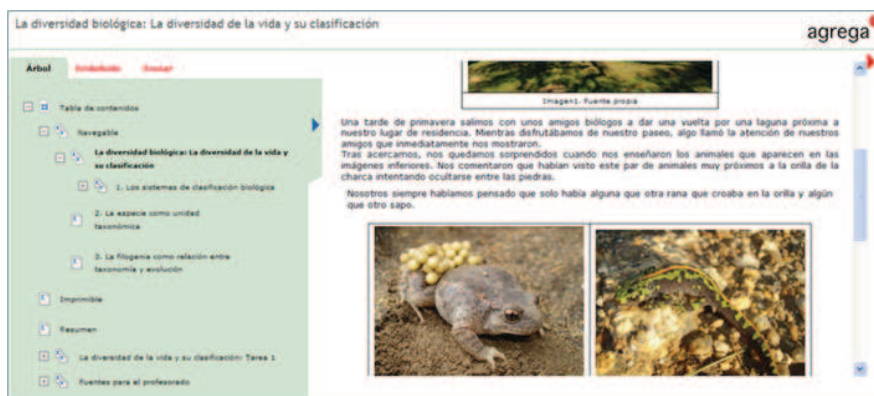 La diversidad biológica: La diversidad de la vida y su clasificación
agrega
Árbol
Tabla de contenidos
Navegable
La diversidad biológica: La diversidad de la vida y
su clasificación
1. Los sistemas de clasificación biológica
2. La especie como unidad
taxonómica
3. La filogenia como relación entre
taxonomía y evolución
Imprimible
Resumen
La diversidad de la vida y su clasificación: Tarea 1
Fuentes para el profesorado
Imagen1. Fuente propia
Una tarde de primavera salimos con unos amigos biólogos a dar una vuelta por una laguna próxima a
nuestro lugar de residencia. Mientras disfrutábamos de nuestro paseo, algo llamó la atención de nuestros
amigos que inmediatamente nos mostraron.
Tras acercarnos, nos quedamos sorprendidos cuando nos enseñaron los animales que aparecen en las
imágenes inferiores. Nos comentaron que habían visto este par de animales muy próximos a la orilla de la
charca intentando ocultarse entre las piedras.
Nosotros siempre habíamos pensado que solo había alguna que otra rana que croaba en la orilla y algún
que otro sapo.